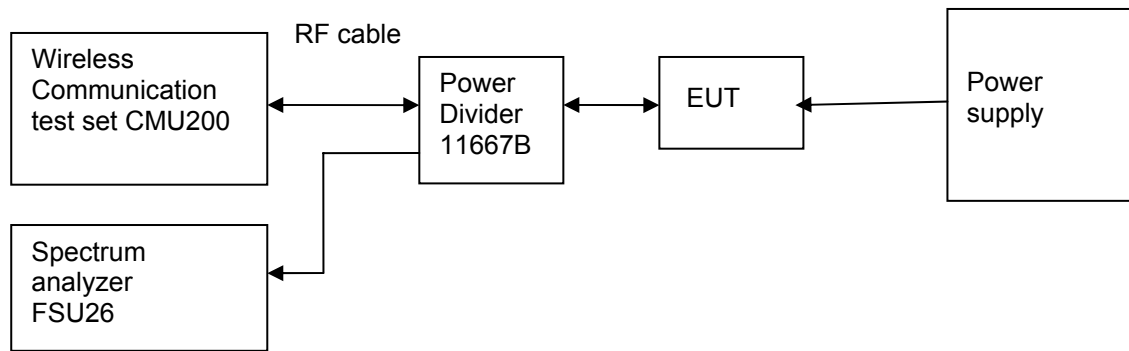 RF cable
Wireless
Communication
test set CMU200
Power
Divider
11667B
EUT
Power
supply
Spectrum
analyzer
FSU26